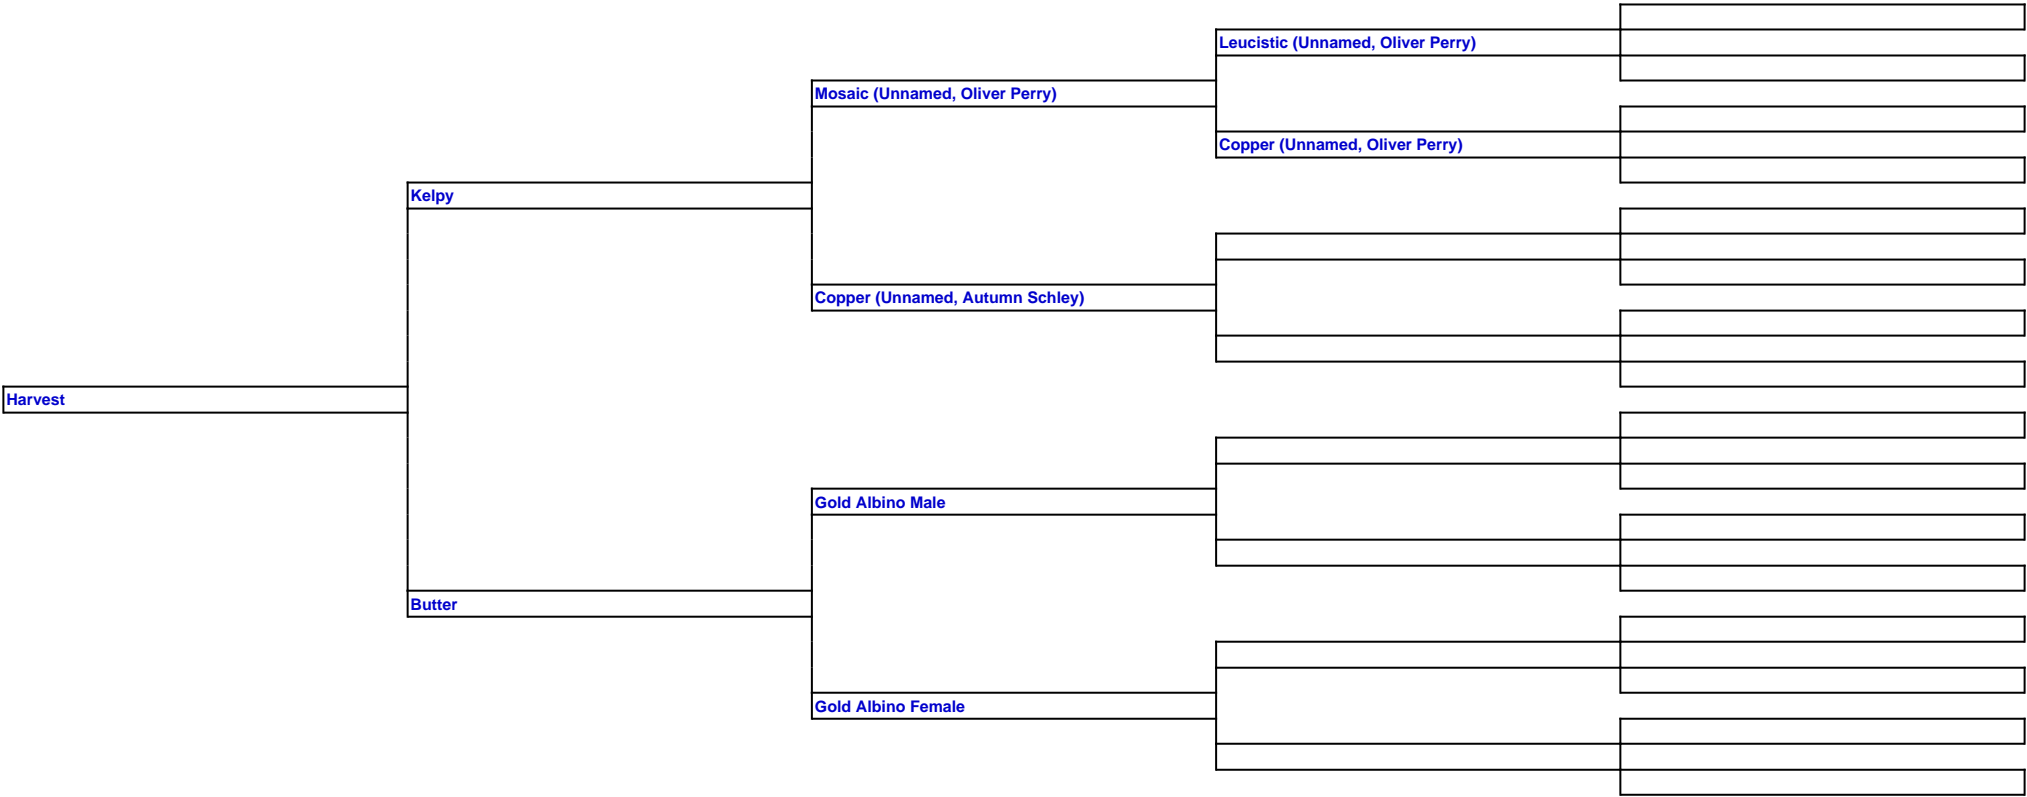 Leucistic (Unnamed, Oliver Perry)
Mosaic (Unnamed, Oliver Perry)
Copper (Unnamed, Oliver Perry)
Kelpy
Copper (Unnamed, Autumn Schley)
Harvest
Gold Albino Male
Butter
Gold Albino Female